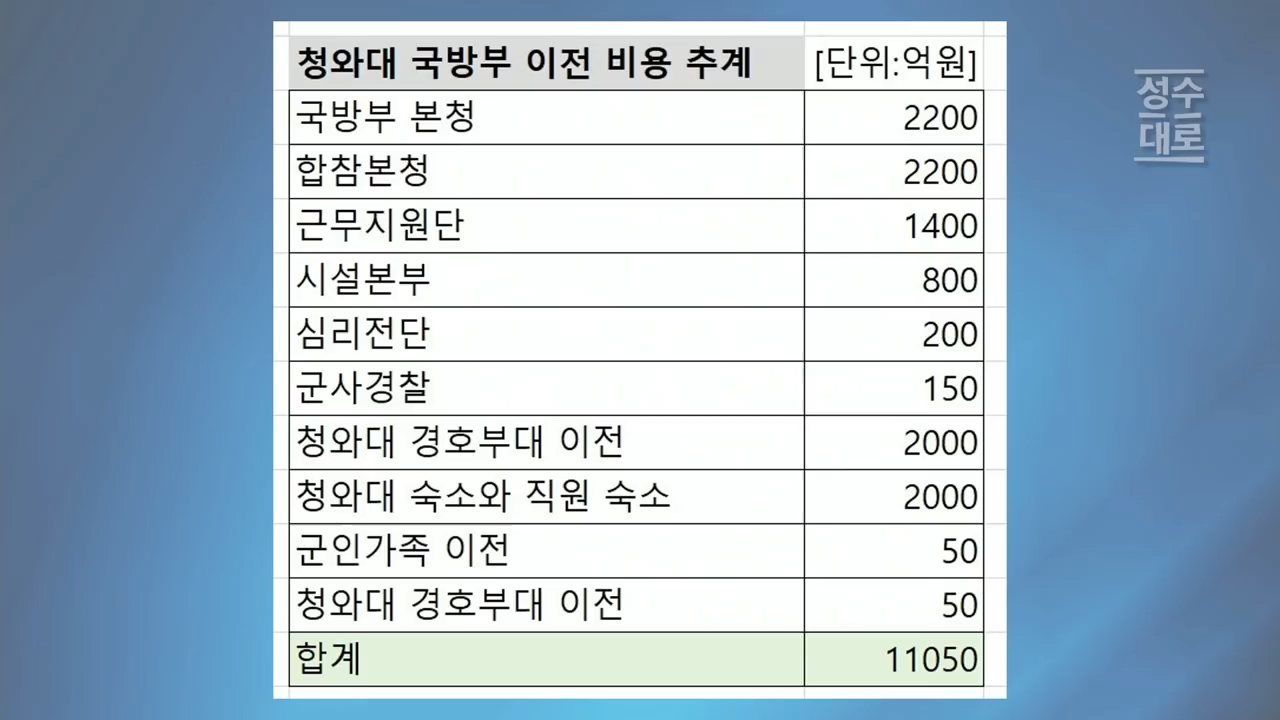 청와대 국방부 이전 비용 추계 [단위:억원]
국방부 본청 2200
합참본청 2200
근무지원단 1400
시설본부 800
심리전단 200
군사경찰 150
청와대 경호부대 이전 2000
청와대 숙소와 직원 숙소 2000
군인가족 이전 50
청와대 경호부대 이전 50
합계 11050
성수
대로